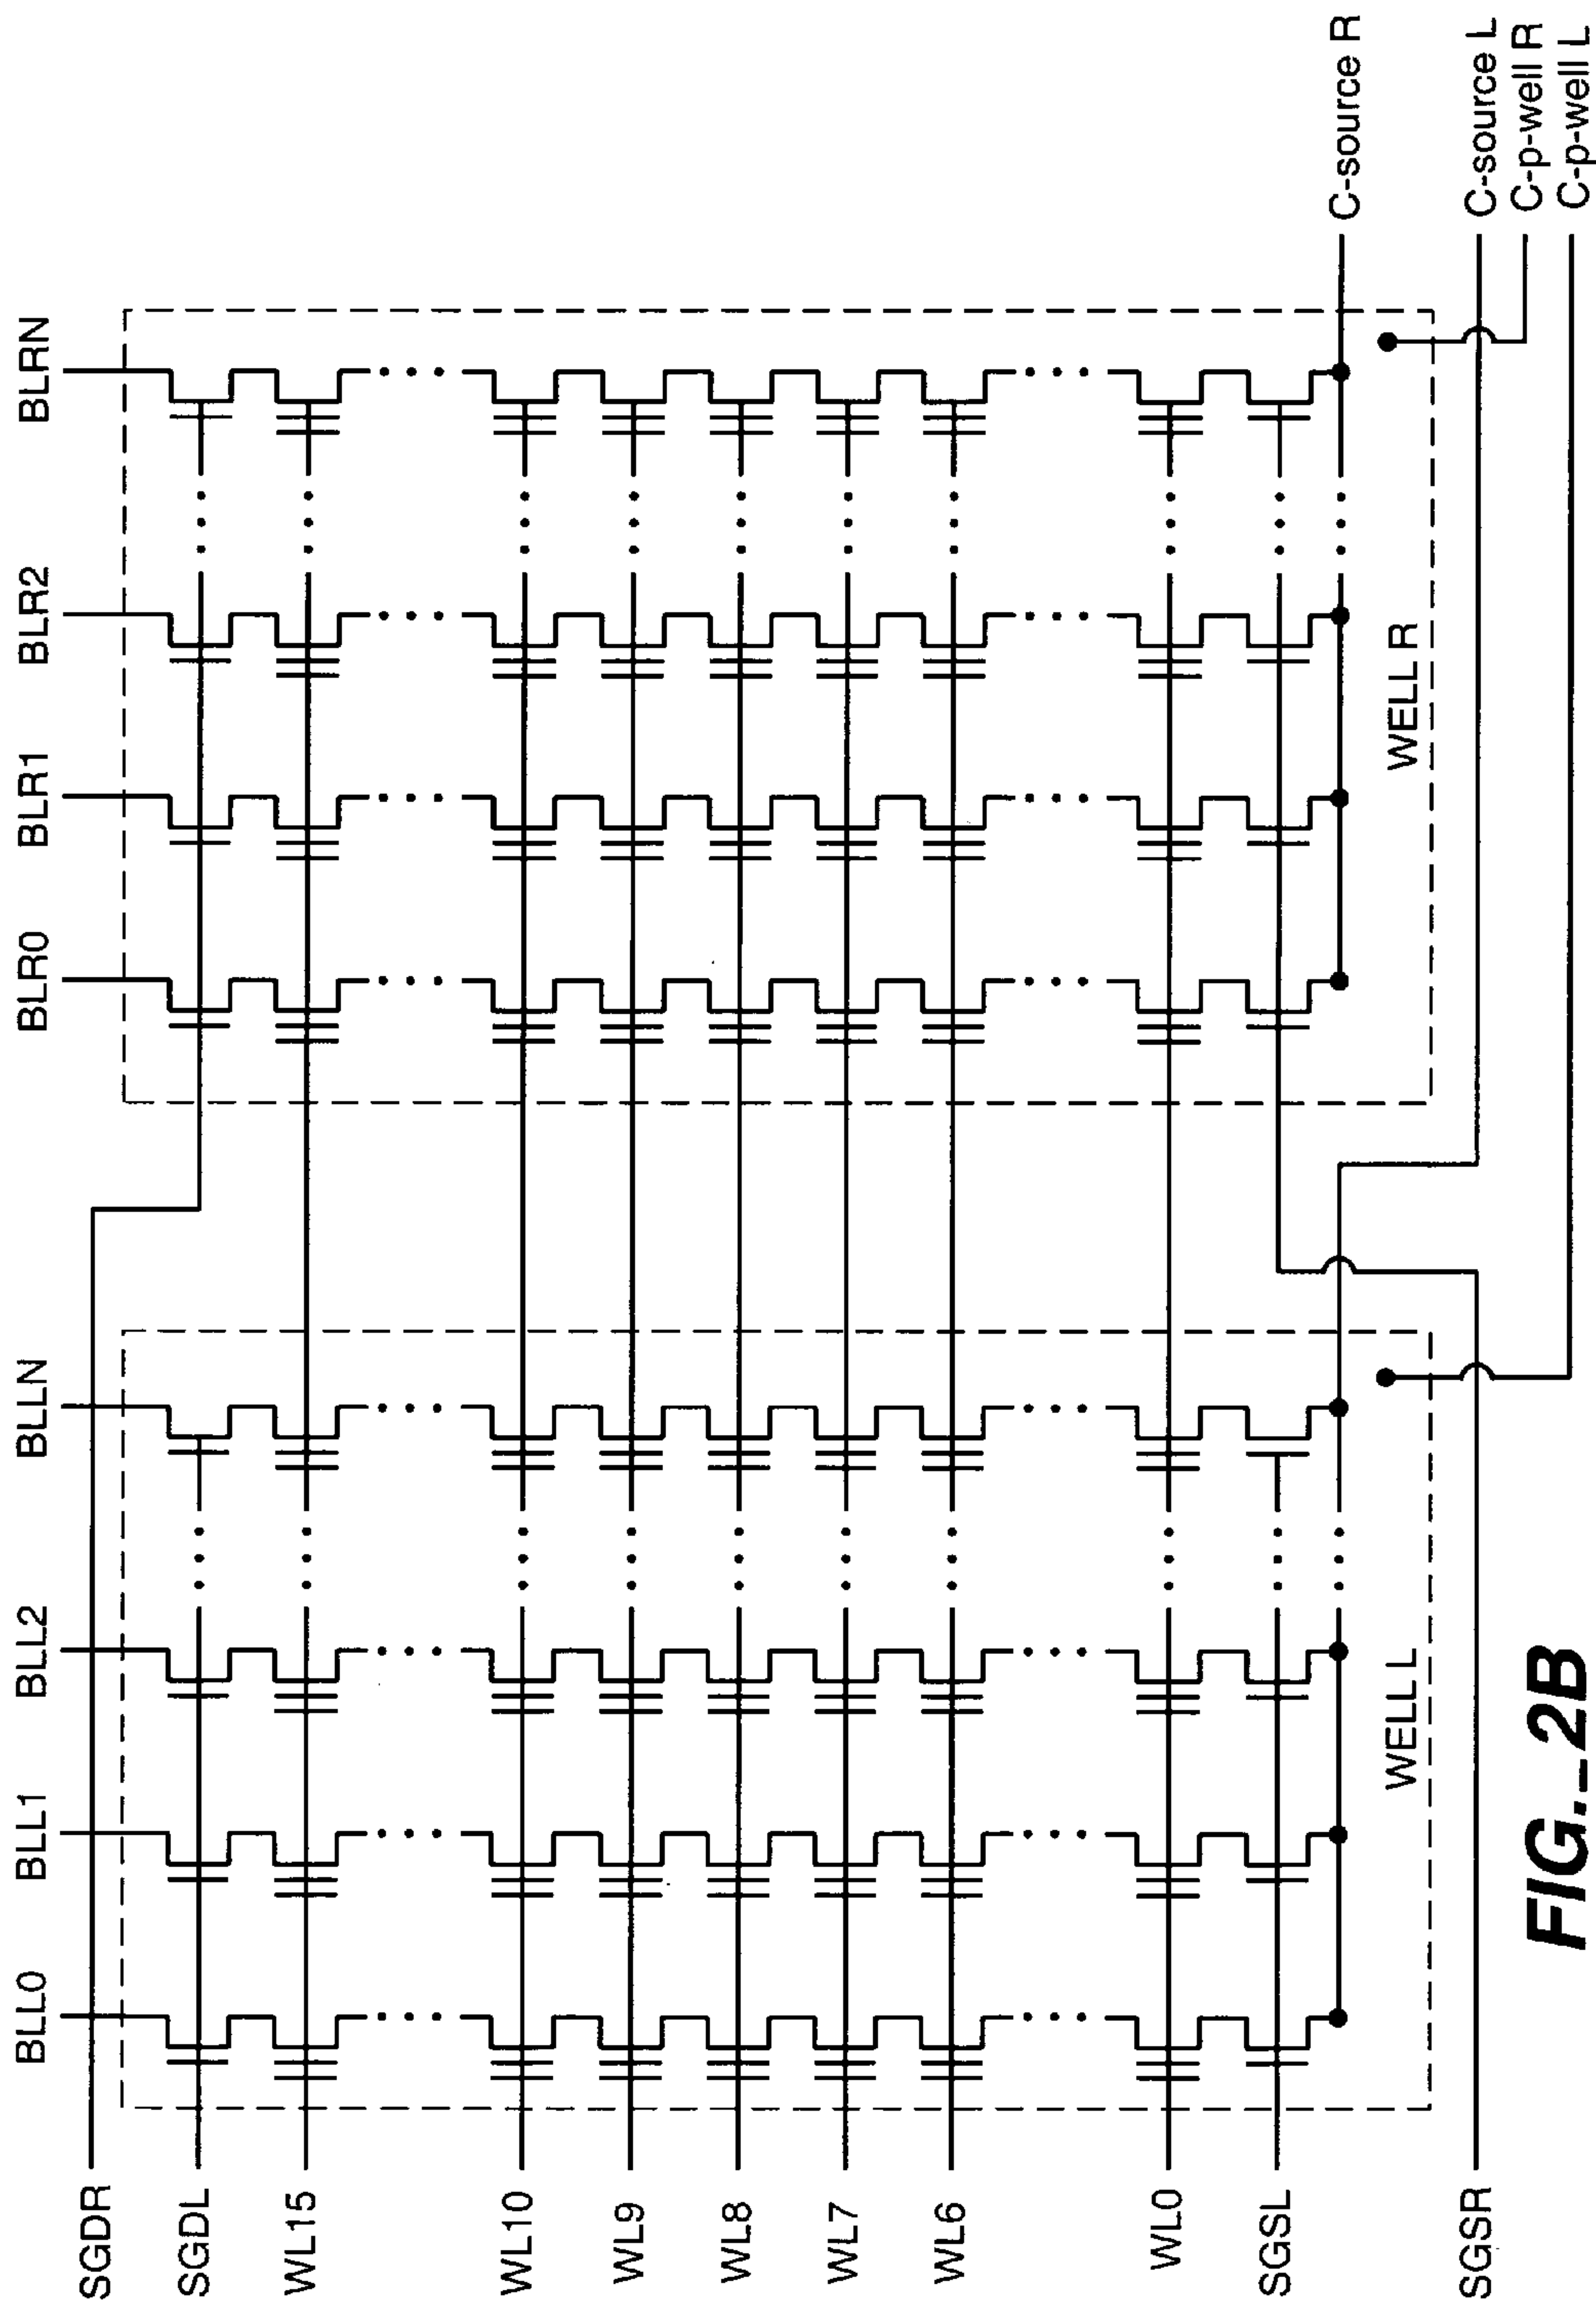 BLL0
BLL1
BLL2
BLLN
BLR0
BLR1
BLR2
BLRN
SGDR
SGDL
WL15
WL10
WL9
WL8
WL7
WL6
WL0
SGSL
SGSR
WELL L
WELL R
C-source R
C-source L
C-p-well R
C-p-well L
FIG._2B